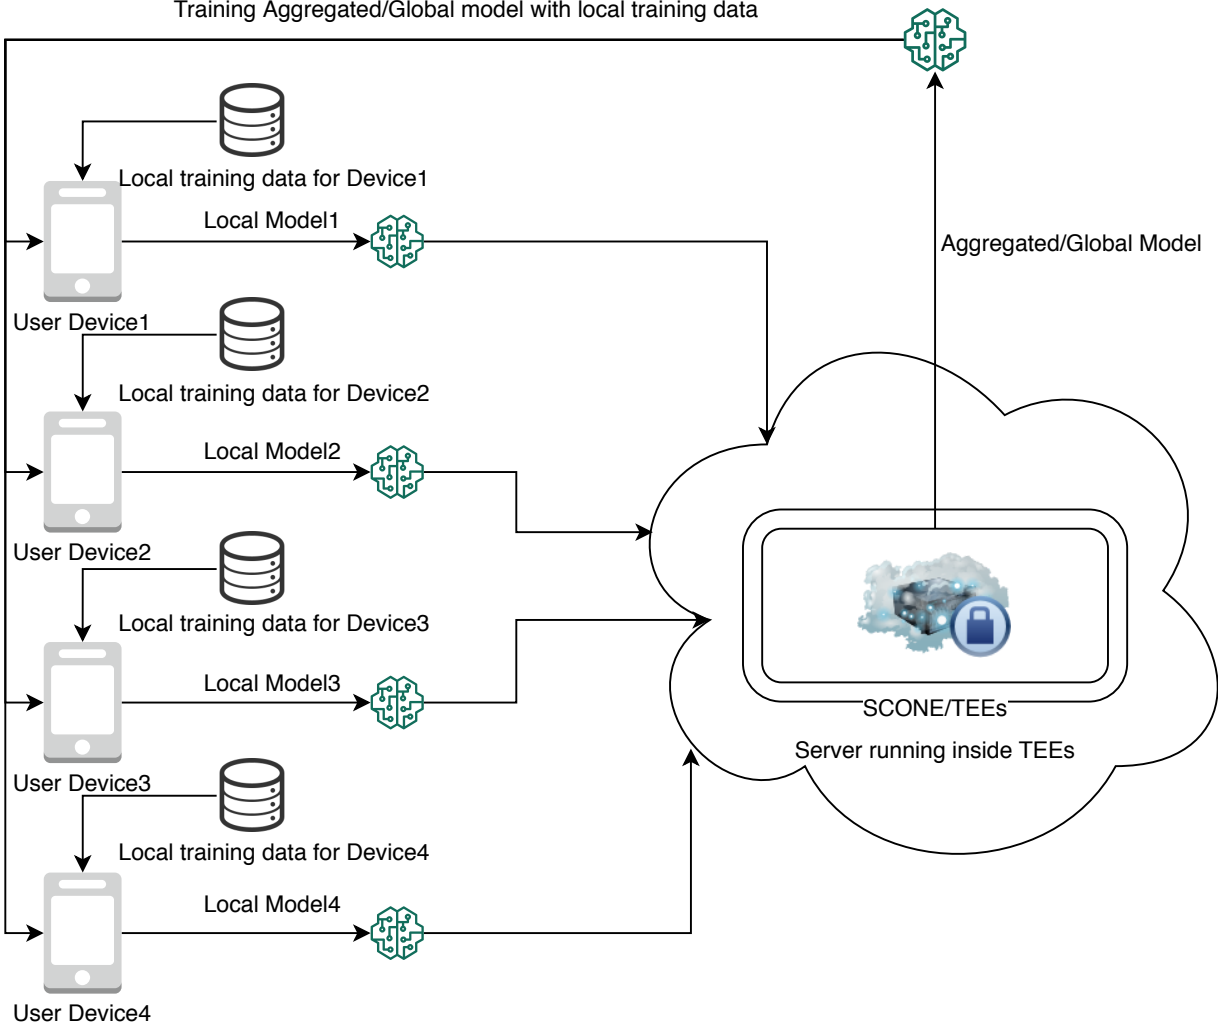 Training Aggregated/Global model with local training data
Local training data for Device1
Local Model1
Aggregated/Global Model
User Device1
Local training data for Device2
Local Model2
User Device2
Local training data for Device3
Local Model3
SCONE/TEEs
Server running inside TEEs
User Device3
Local training data for Device4
Local Model4
User Device4